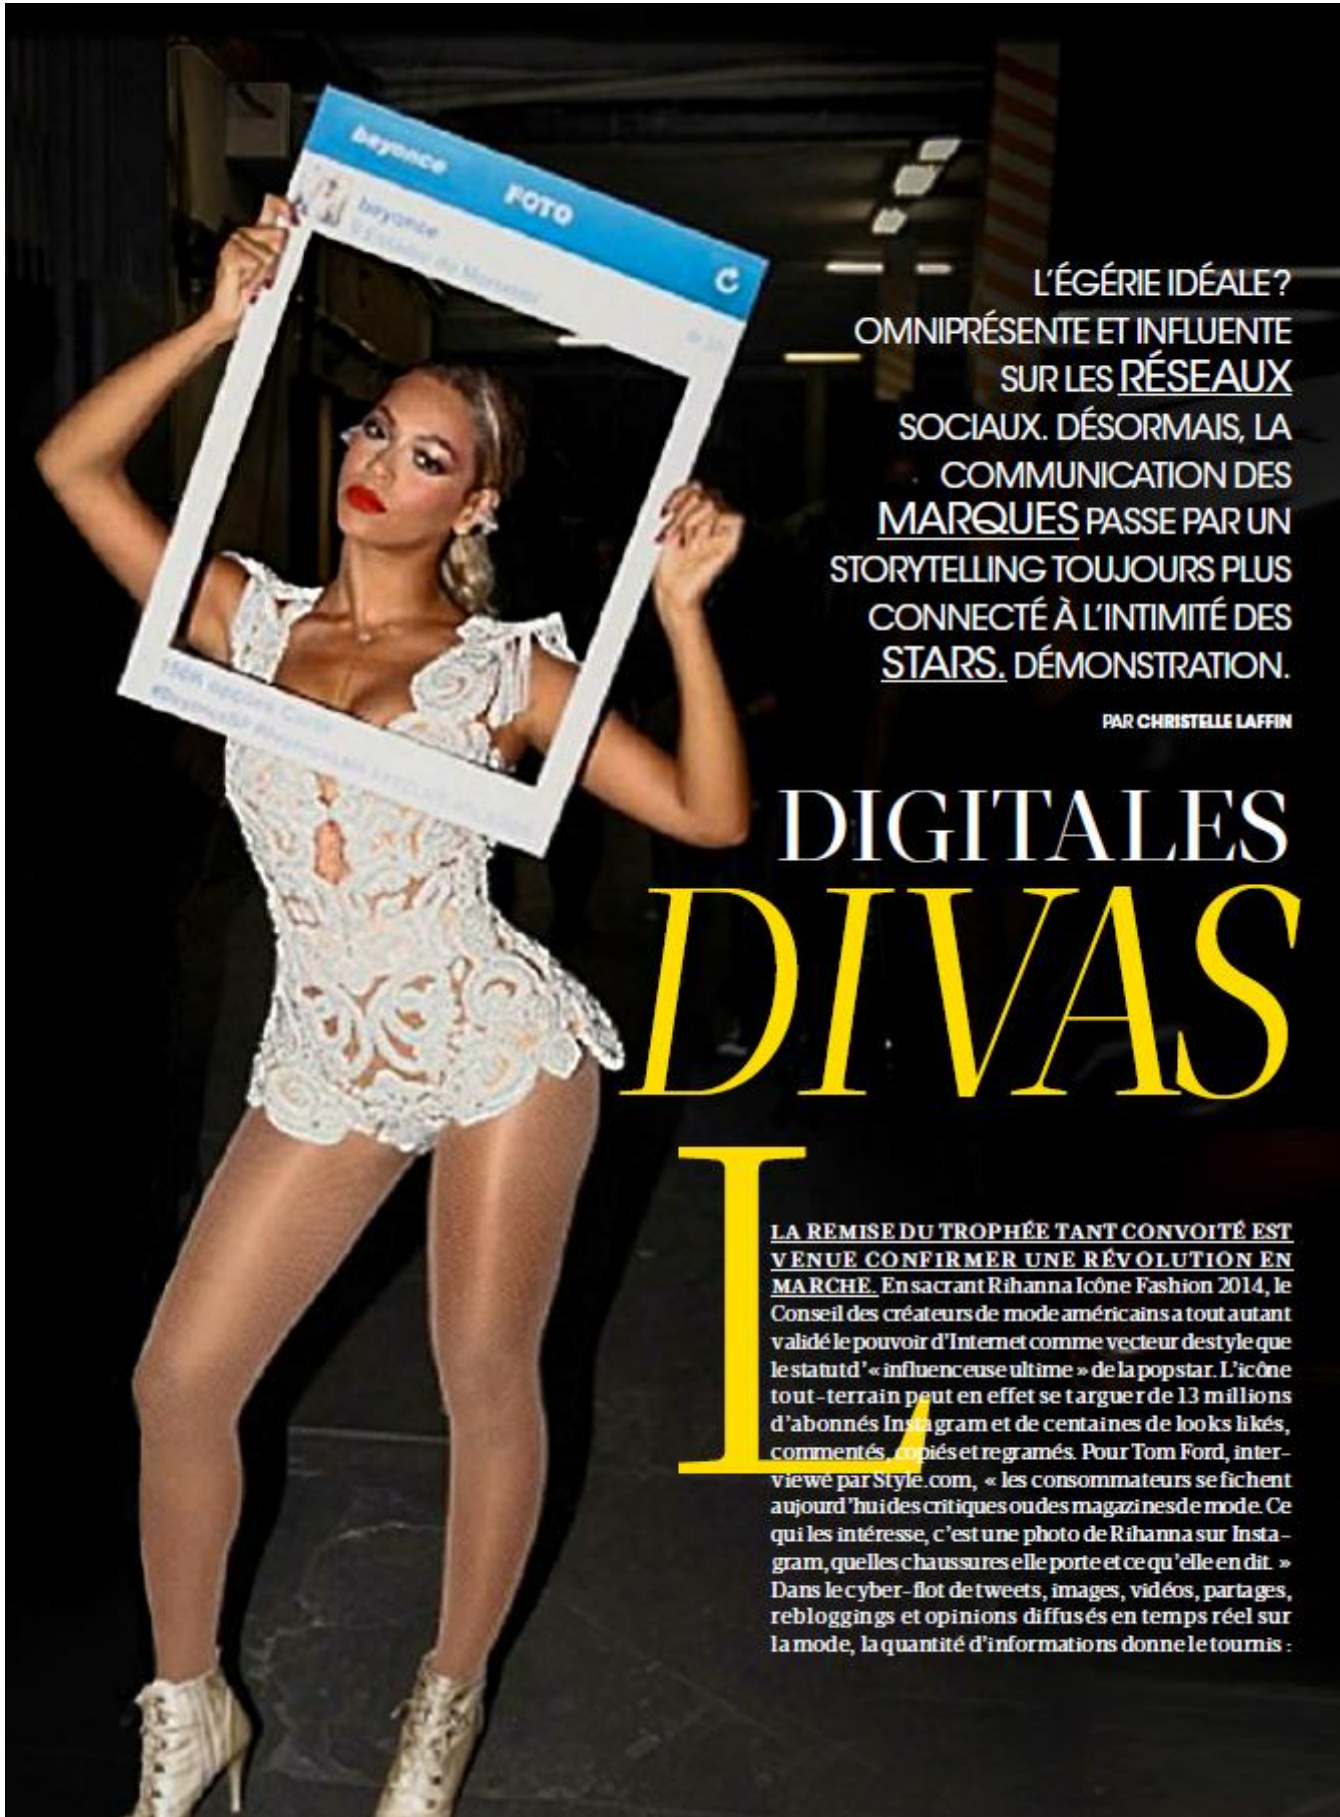 beyonce
FOTO
beyonce
L'ÉGÉRIE IDÉALE?
OMNIPRÉSENTE ET INFLUENTE
SUR LES RÉSEAUX
SOCIAUX. DÉSORMAIS, LA
COMMUNICATION DES
MARQUES PASSE PAR UN
STORYTELLING TOUJOURS PLUS
CONNECTÉ À L'INTIMITÉ DES
STARS. DÉMONSTRATION.
PAR CHRISTELLE LAFFIN
DIGITALES
DIVAS
L
LA REMISE DU TROPHÉE TANT CONVOITÉ EST
VENUE CONFIRMER UNE RÉVOLUTION EN
MARCHE. En sacrant Rihanna Icône Fashion 2014, le
Conseil des créateurs de mode américains a tout autant
validé le pouvoir d'Internet comme vecteur de style que
le statut d'« influenceuse ultime » de la popstar. L'icône
tout-terrain peut en effet se targuer de 13 millions
d'abonnés Instagram et de centaines de looks likés,
commentés, copiés et regramés. Pour Tom Ford, inter-
viewé par Style.com, « les consommateurs se fichent
aujourd'hui des critiques ou des magazines de mode. Ce
qui les intéresse, c'est une photo de Rihanna sur Insta-
gram, quelles chaussures elle porte et ce qu'elle en dit. »
Dans le cyber-flot de tweets, images, vidéos, partages,
rebloggings et opinions diffusés en temps réel sur
la mode, la quantité d'informations donne le tournis :